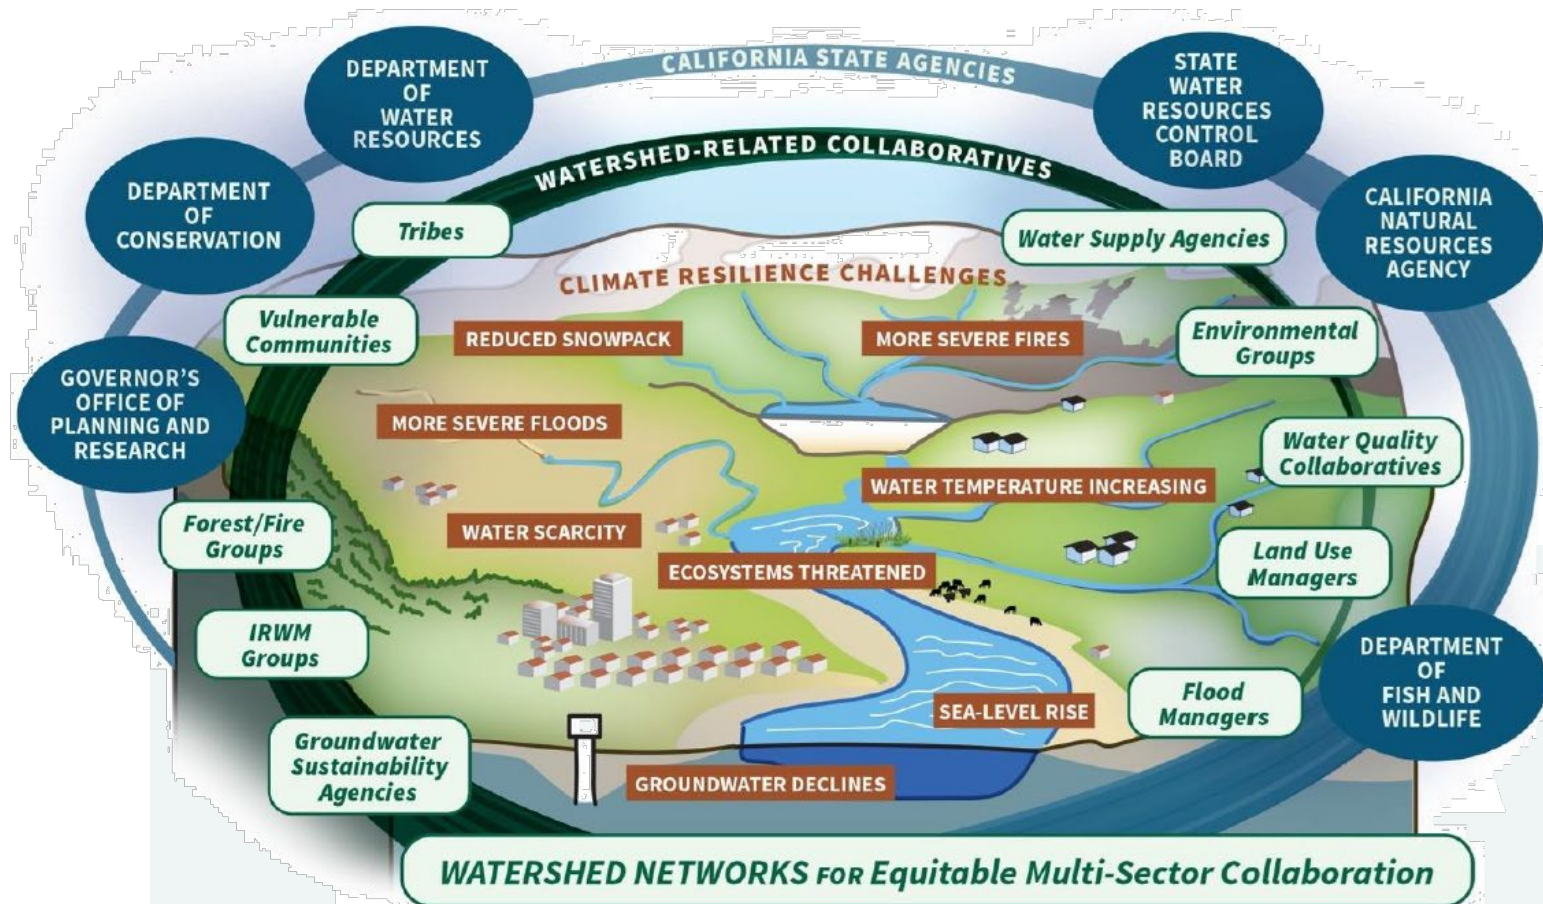 CALIFORNIA STATE AGENCIES
DEPARTMENT
OF
WATER
RESOURCES
STATE
WATER
RESOURCES
CONTROL
BOARD
DEPARTMENT
OF
CONSERVATION
CALIFORNIA
NATURAL
RESOURCES
AGENCY
GOVERNOR'S
OFFICE OF
PLANNING AND
RESEARCH
DEPARTMENT
OF
FISH AND
WILDLIFE
WATERSHED-RELATED COLLABORATIVES
Tribes
Water Supply Agencies
Vulnerable
Communities
Environmental
Groups
Water Quality
Collaboratives
Forest/Fire
Groups
Land Use
Managers
IRWM
Groups
Flood
Managers
Groundwater
Sustainability
Agencies
CLIMATE RESILIENCE CHALLENGES
REDUCED SNOWPACK
MORE SEVERE FIRES
MORE SEVERE FLOODS
WATER TEMPERATURE INCREASING
WATER SCARCITY
ECOSYSTEMS THREATENED
SEA-LEVEL RISE
GROUNDWATER DECLINES
WATERSHED NETWORKS FOR Equitable Multi-Sector Collaboration